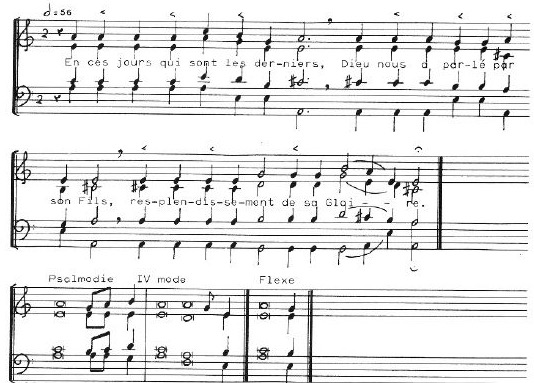 ♩=56
En ces jours qui sont les der-niers, Dieu nous a par-lé par
son Fils, res-plen-dis-se-ment de sa Gloi - - re.
Psalmodie IV mode Flexe